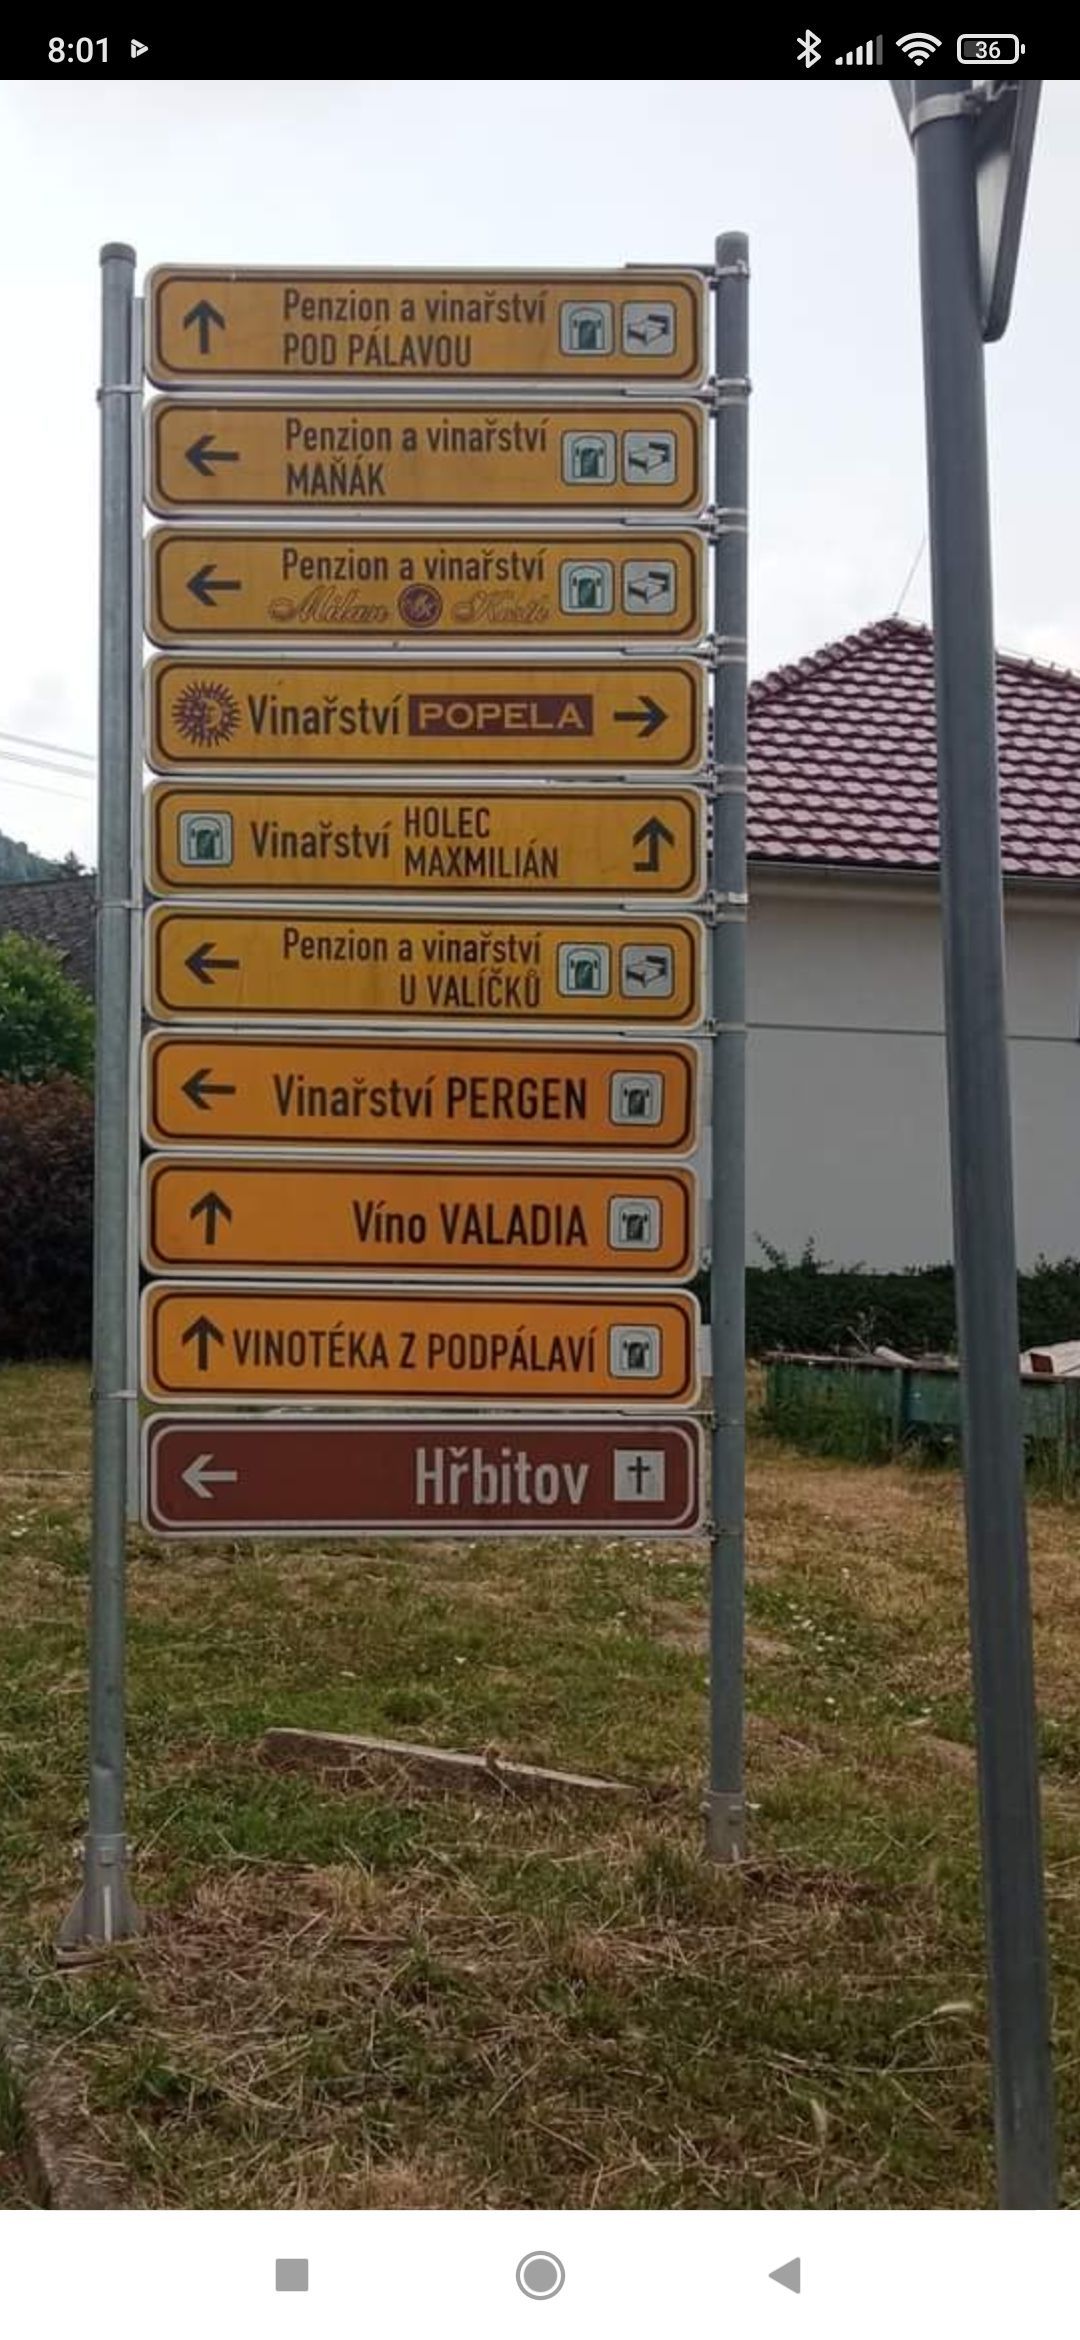 8:01
36
Penzion a vinařství
POD PÁLAVOU
Penzion a vinařství
MAŇÁK
Penzion a vinařství
Milan
Vinařství POPELA
Vinařství HOLEC
MAXMILIÁN
Penzion a vinařství
U VALÍČKŮ
Vinařství PERGEN
Víno VALADIA
VINOTÉKA Z PODPÁLAVÍ
Hřbitov